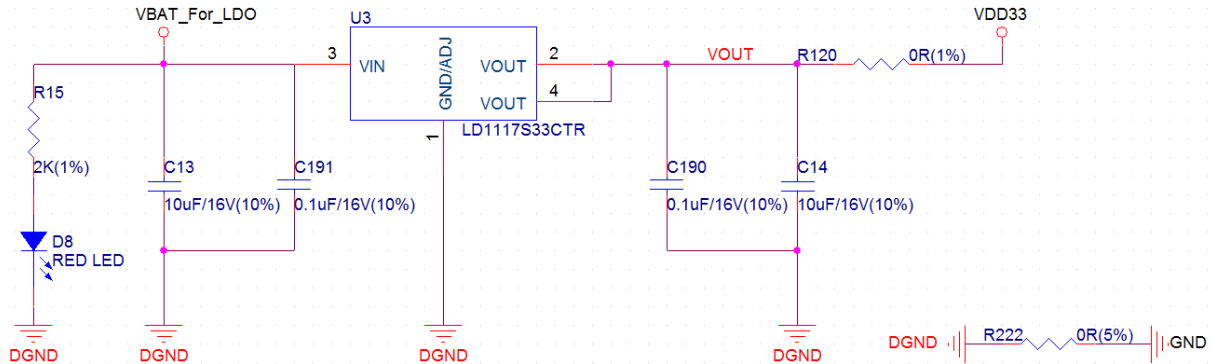 VBAT_For_LDO
U3
VDD33
3
VIN
GND/ADJ
VOUT
2
VOUT
4
VOUT
R120
0R(1%)
LD1117S33CTR
1
R15
2K(1%)
C13
10uF/16V(10%)
C191
0.1uF/16V(10%)
C190
0.1uF/16V(10%)
C14
10uF/16V(10%)
D8
RED LED
DGND
DGND
DGND
DGND
DGND
R222
0R(5%)
GND